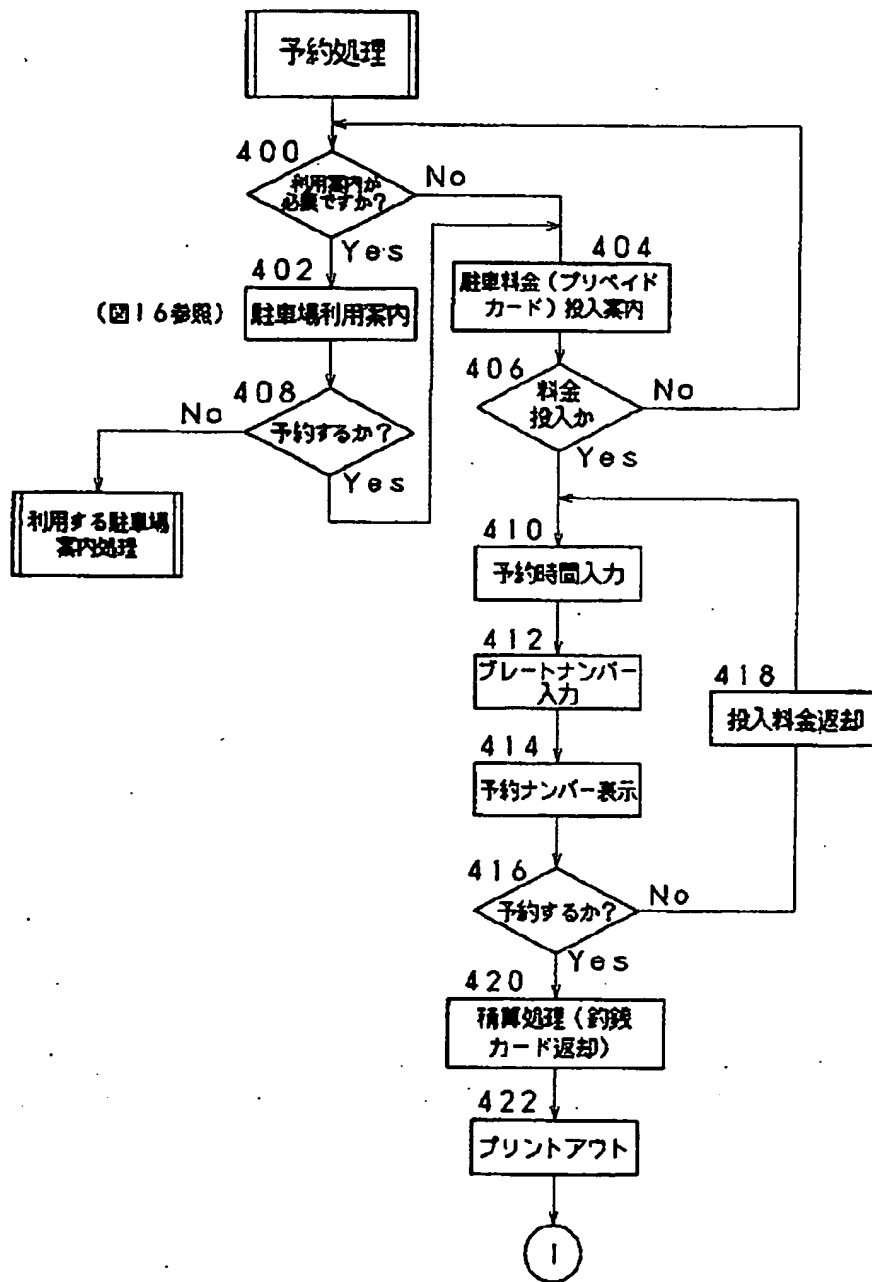 予約処理
400
利用案内が
必要ですか?
No
Yes
402
(図16参照)
駐車場利用案内
404
駐車料金(プリペイド
カード)投入案内
406
料金
投入か
No
Yes
408
予約するか?
No
Yes
利用する駐車場
案内処理
410
予約時間入力
412
プレートナンバー
入力
414
予約ナンバー表示
416
予約するか?
No
Yes
418
投入料金返却
420
精算処理(釣銭
カード返却)
422
プリントアウト
1